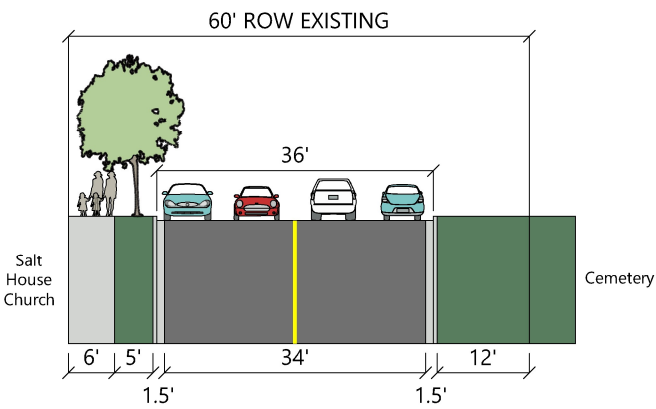 60' ROW EXISTING
36'
Salt
House
Church
Cemetery
6'
5'
34'
12'
1.5'
1.5'